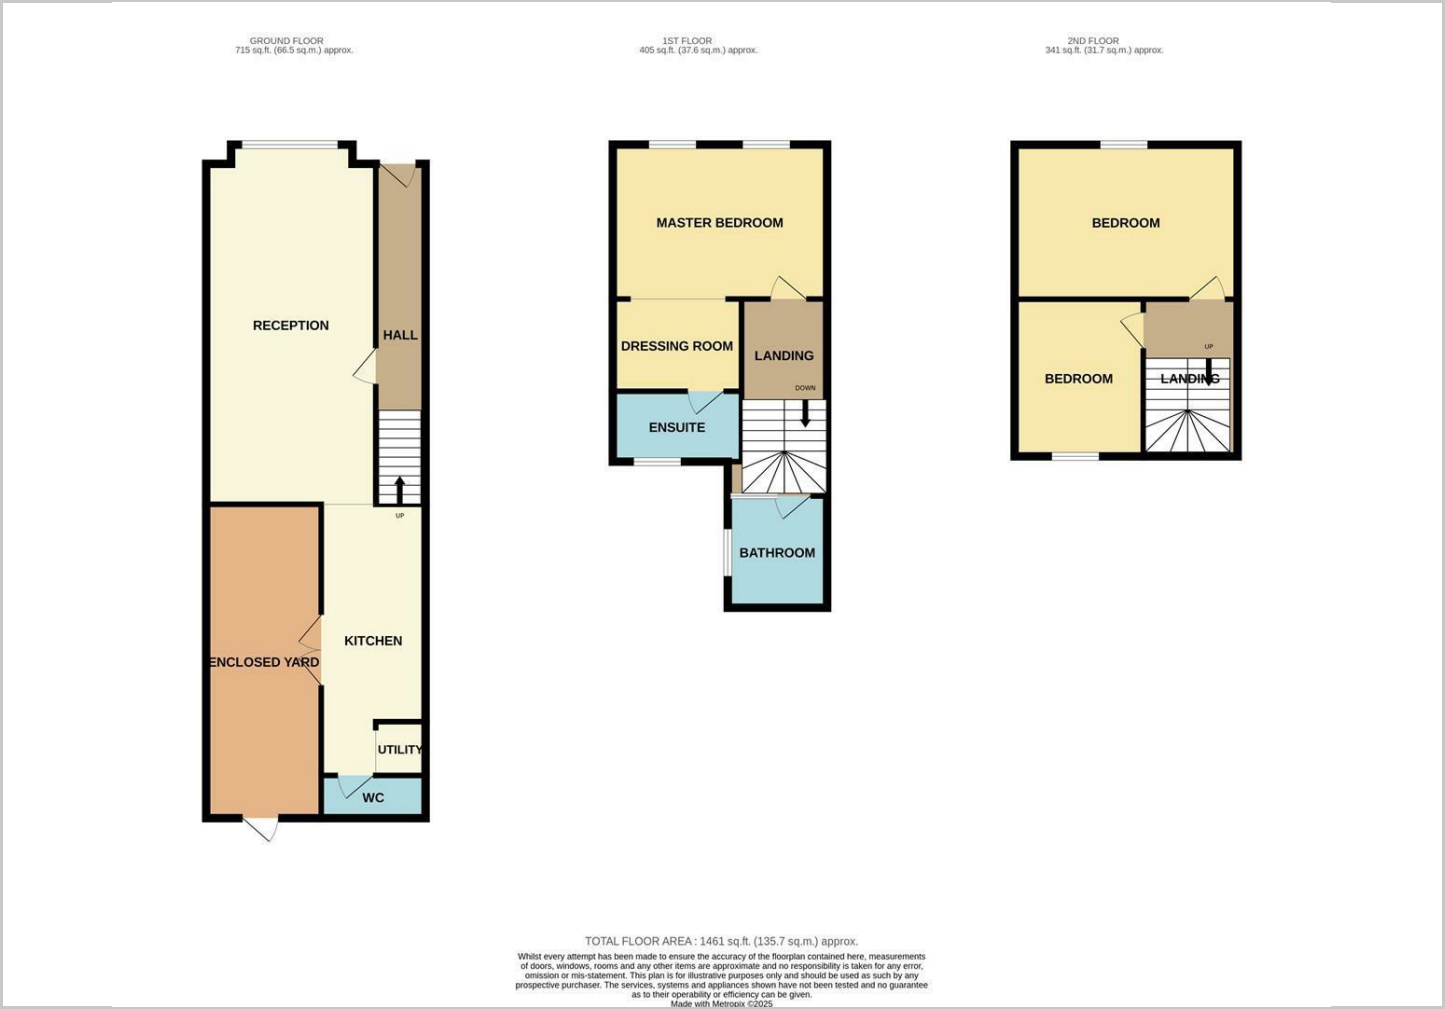 GROUND FLOOR
715 sq.ft. (66.5 sq.m.) approx.
1ST FLOOR
405 sq.ft. (37.6 sq.m.) approx.
2ND FLOOR
341 sq.ft. (31.7 sq.m.) approx.
RECEPTION
HALL
UP
KITCHEN
ENCLOSED YARD
UTILITY
WC
MASTER BEDROOM
DRESSING ROOM
LANDING
DOWN
ENSUITE
BATHROOM
BEDROOM
UP
BEDROOM
LANDING
TOTAL FLOOR AREA : 1461 sq.ft. (135.7 sq.m.) approx.
Whilst every attempt has been made to ensure the accuracy of the floorplan contained here, measurements
of doors, windows, rooms and any other items are approximate and no responsibility is taken for any error,
omission or mis-statement. This plan is for illustrative purposes only and should be used as such by any
prospective purchaser. The services, systems and appliances shown have not been tested and no guarantee
as to their operability or efficiency can be given.
Made with Metropix ©2025